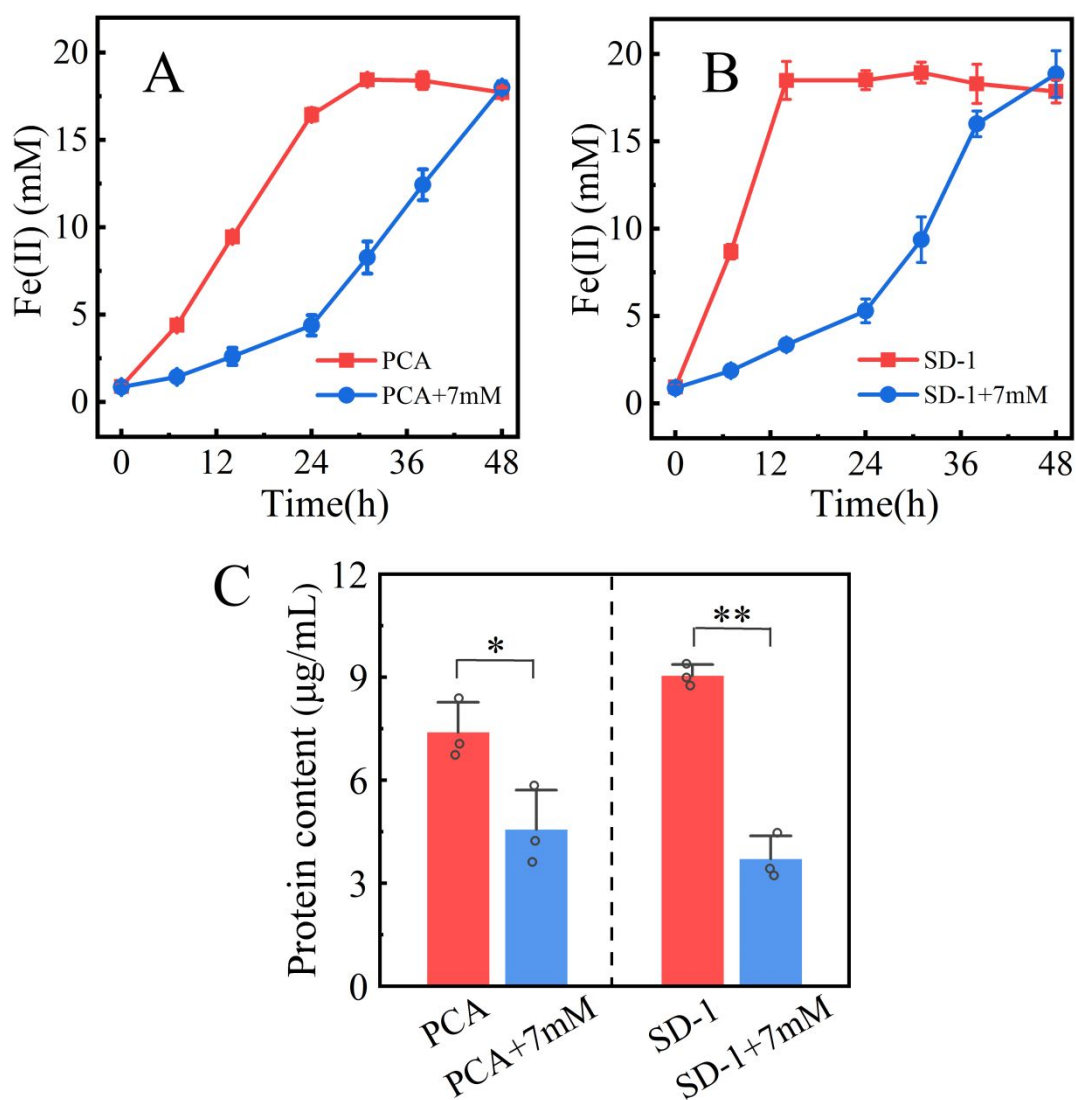 A
Fe(II) (mM)
20
15
10
5
0
PCA
PCA+7mM
0 12 24 36 48
Time(h)
B
Fe(II) (mM)
20
15
10
5
0
SD-1
SD-1+7mM
0 12 24 36 48
Time(h)
C
Protein content (μg/mL)
12
9
6
3
0
*
**
PCA
PCA+7mM
SD-1
SD-1+7mM